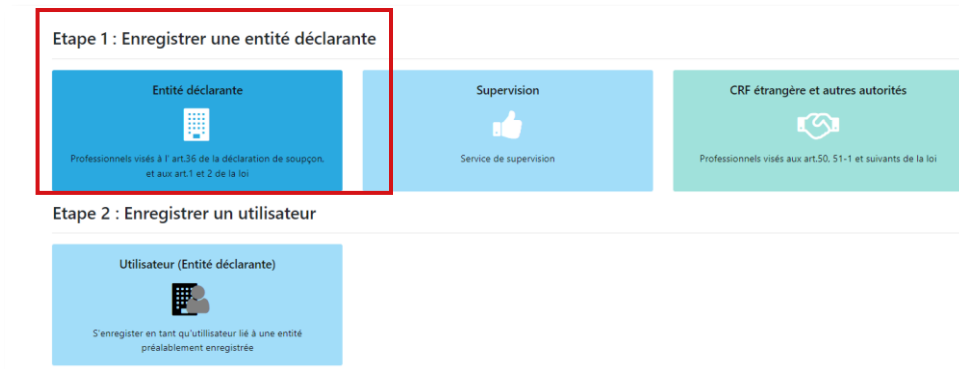 Etape 1 : Enregistrer une entité déclarante
Entité déclarante
Professionnels visés à l' art.36 de la déclaration de soupçon,
et aux art.1 et 2 de la loi
Supervision
Service de supervision
CRF étrangère et autres autorités
Professionnels visés aux art.50, 51-1 et suivants de la loi
Etape 2 : Enregistrer un utilisateur
Utilisateur (Entité déclarante)
S'enregister en tant qu'utilisateur lié à une entité
préalablement enregistrée